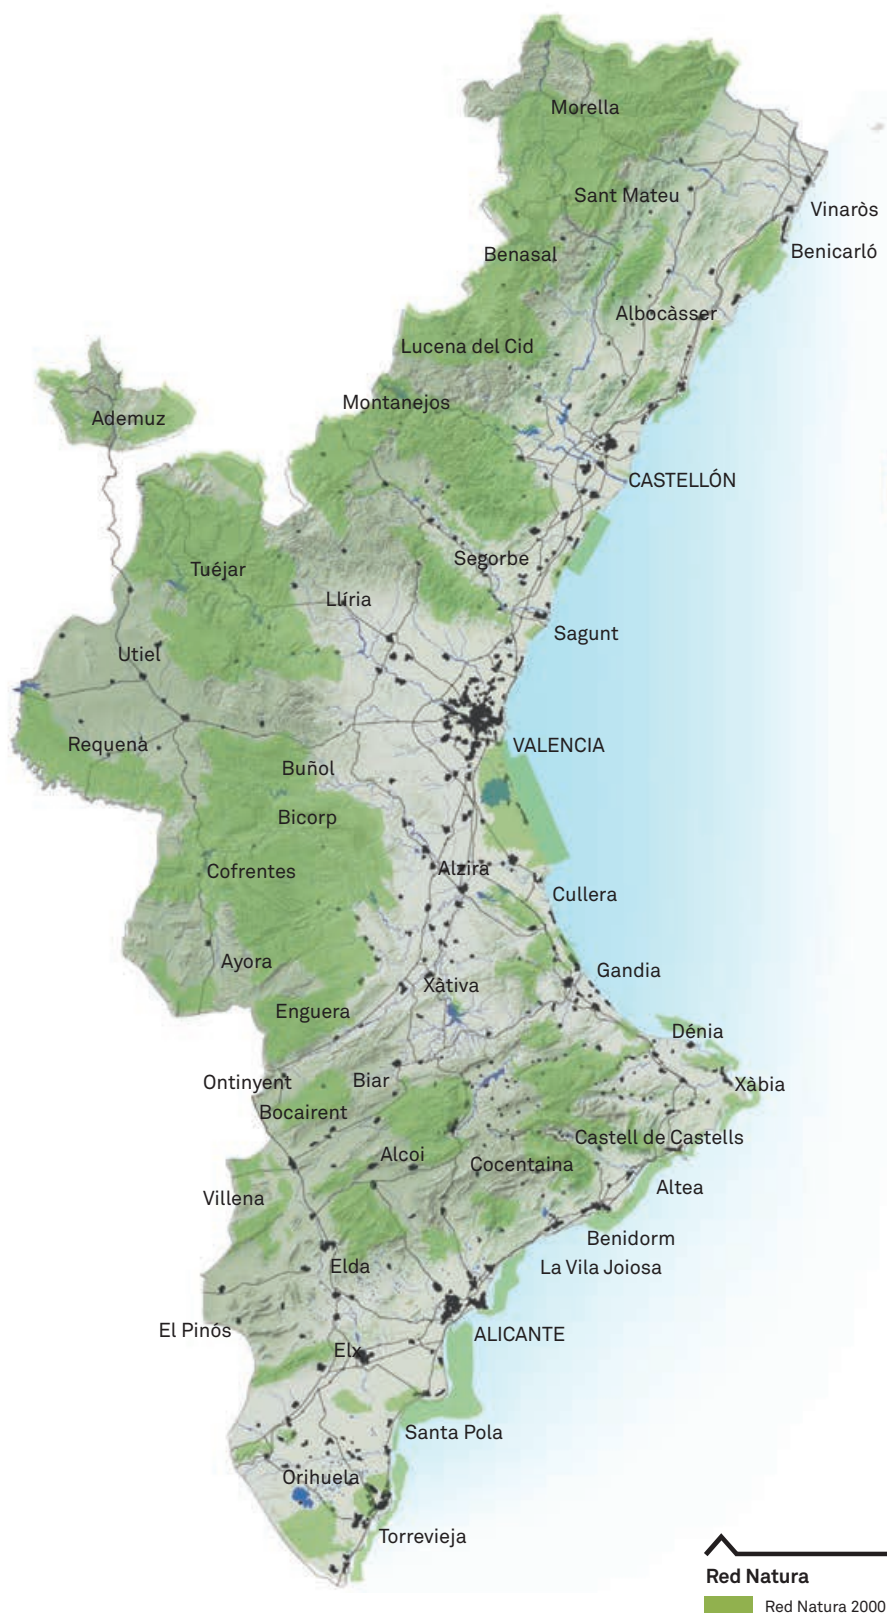 Morella
Sant Mateu
Vinaròs
Benicarló
Benasal
Albocàsser
Lucena del Cid
Montanejos
Ademuz
CASTELLÓN
Segorbe
Tuéjar
Llíria
Sagunt
Utiel
Requena
VALENCIA
Buñol
Bicorp
Cofrentes
Alzira
Cullera
Ayora
Gandia
Xàtiva
Enguera
Dénia
Ontinyent
Biar
Xàbia
Bocairent
Castell de Castells
Alcoi
Cocentaina
Altea
Villena
Benidorm
Elda
La Vila Joiosa
El Pinós
ALICANTE
Elx
Santa Pola
Orihuela
Torrevieja
Red Natura
Red Natura 2000